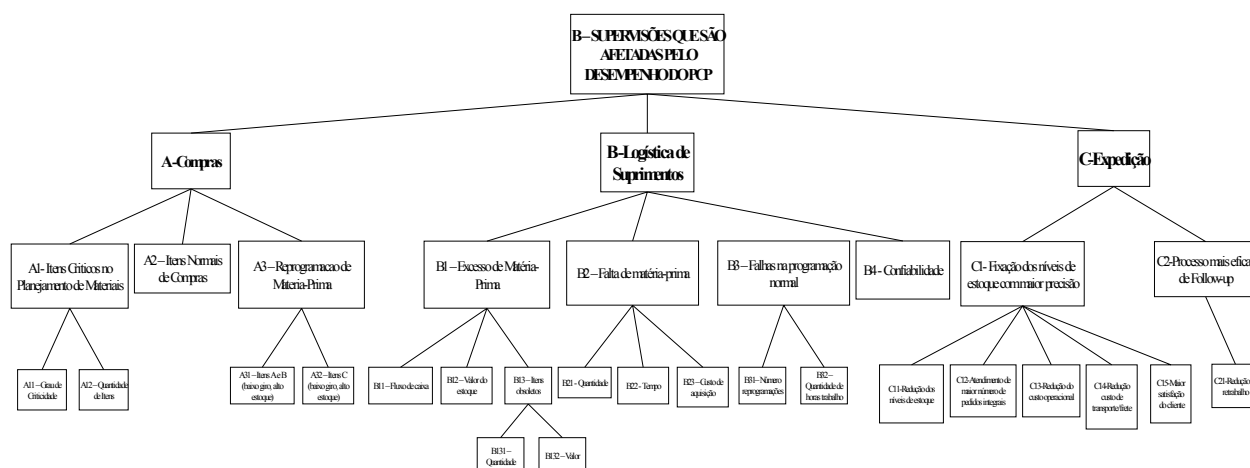 B – SUPERVISÕES QUE SÃO
AFETADAS PELO
DESEMPENHO DO PCP
A-Compras
B-Logística de
Suprimentos
C-Expedição
A1- Itens Criticos no
Planejamento de Materiais
A2 – Itens Normais
de Compras
A3 – Reprogramacao de
Materia-Prima
B1 – Excesso de Matéria-
Prima
B2 – Falta de matéria-prima
B3 – Falhas na programação
normal
B4 - Confiabilidade
C1- Fixação dos níveis de
estoque com maior precisão
C2-Processo mais efica
de Follow-up
A11 – Grau de
Criticidade
A12 – Quantidade
de Itens
A31 – Itens A e B
(baixo giro, alto
estoque)
A32 – Itens C
(baixo giro, alto
estoque)
B11 – Fluxo de caixa
B12 – Valor do
estoque
B13 – Itens
obsoletos
B21 - Quantidade
B22 - Tempo
B23 – Custo de
aquisição
B31 – Número
reprogramações
B32 –
Quantidade de
horas trabalho
C11-Redução dos
níveis de estoque
C12-Atendimento de
maior número de
pedidos integrais
C13-Redução do
custo operacional
C14-Redução
custo de
transporte/frete
C15-Maior
satisfação
do cliente
C21-Redução
retrabalho
B131 –
Quantidade
B132 – Valor